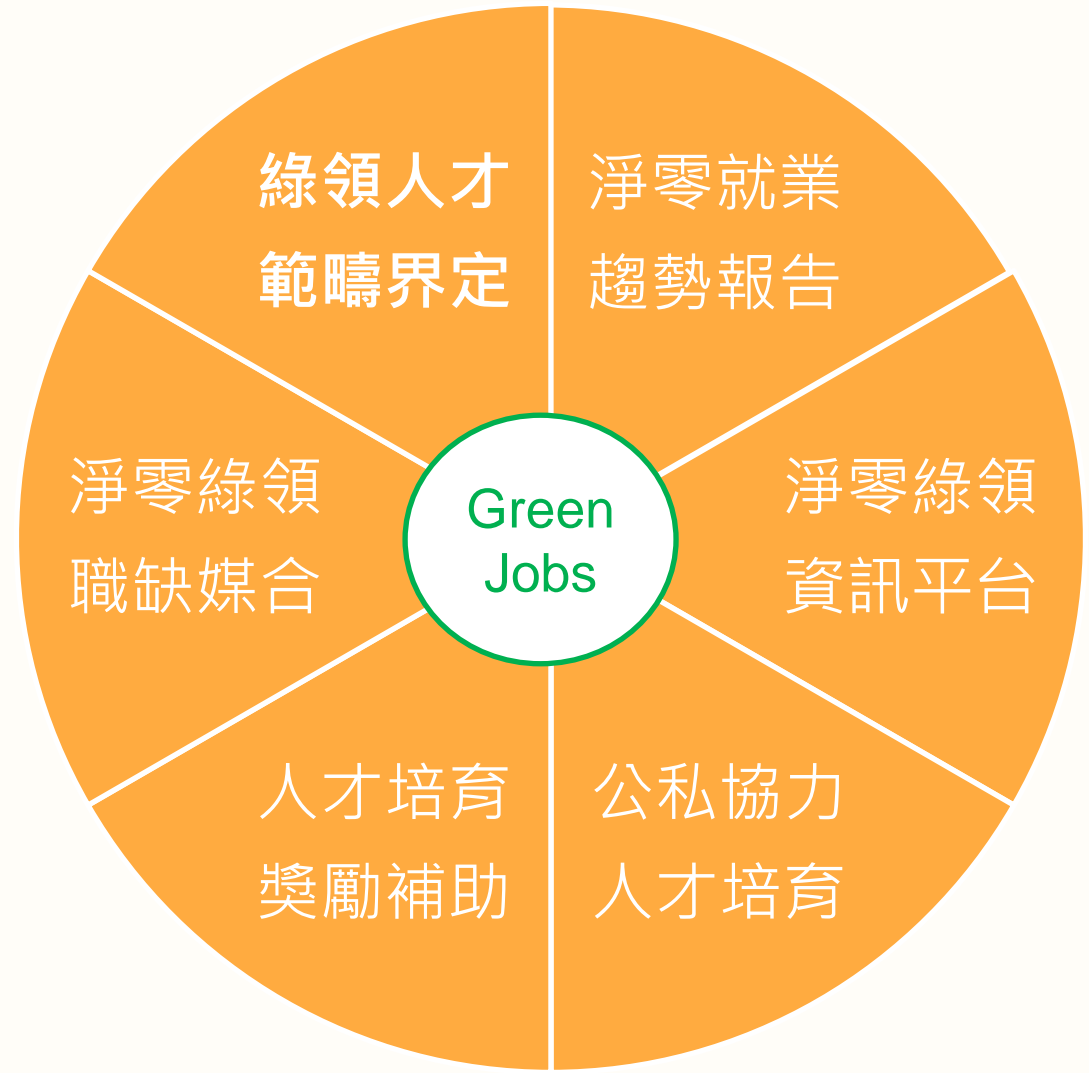 綠領人才
範疇界定
淨零就業
趨勢報告
淨零綠領
職缺媒合
Green
Jobs
淨零綠領
資訊平台
人才培育
獎勵補助
公私協力
人才培育